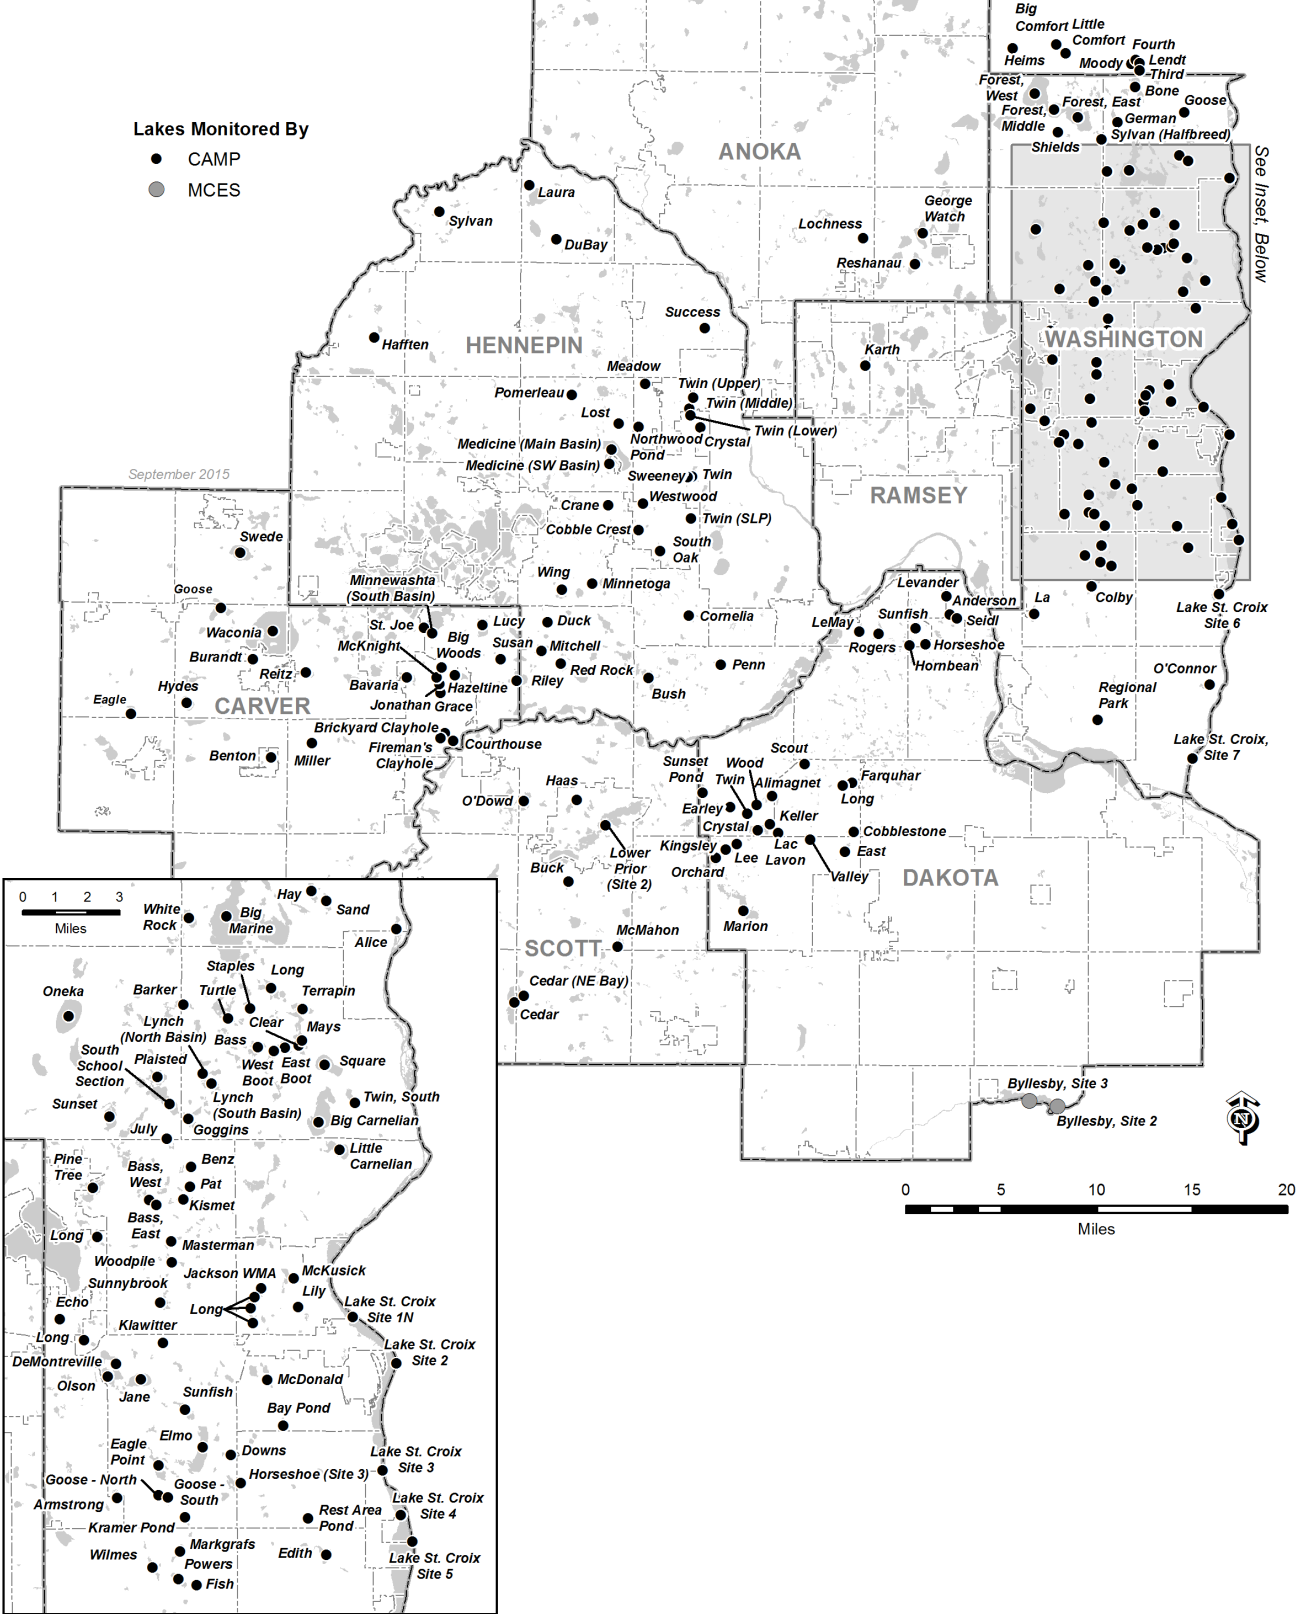 Big
Comfort
Little
Comfort
Heims
Fourth
Moody
Lendt
Third
Bone
Forest,
West
Forest, East
Goose
Forest,
Middle
German
Sylvan (Halfbreed)
Shields
See Inset, Below
Lakes Monitored By
CAMP
MCES
ANOKA
Laura
Sylvan
DuBay
George
Watch
Lochness
Reshanau
Success
HENNEPIN
Hafften
WASHINGTON
Karth
Meadow
Pomerleau
Twin (Upper)
Twin (Middle)
Lost
Twin (Lower)
Northwood
Pond
Crystal
Medicine (Main Basin)
Medicine (SW Basin)
Sweeney
Twin
September 2015
RAMSEY
Westwood
Crane
Twin (SLP)
Cobble Crest
South
Oak
Swede
Wing
Minnetoga
Minnewashta
(South Basin)
Goose
Levander
Anderson
Colby
La
Lake St. Croix
Site 6
Waconia
St. Joe
Lucy
Duck
Cornelia
LeMay
Sunfish
Seidl
McKnight
Big
Woods
Susan
Mitchell
Rogers
Horseshoe
Burandt
Reitz
Red Rock
Penn
Hornbean
O'Connor
Eagle
Hydes
Bavaria
Hazeltine
Riley
Bush
Regional
Park
CARVER
Jonathan
Grace
Brickyard Clayhole
Fireman's
Clayhole
Courthouse
Lake St. Croix,
Site 7
Benton
Miller
Scout
Sunset
Pond
Wood
Twin
Alimagnet
Farquhar
Long
Haas
O'Dowd
Earley
Crystal
Keller
Cobblestone
Kingsley
Lac
Lavon
East
Lower
Prior
(Site 2)
Lee
Orchard
Valley
Buck
DAKOTA
Marion
McMahon
SCOTT
Cedar (NE Bay)
Cedar
Byllesby, Site 3
Byllesby, Site 2
N
0 5 10 15 20
Miles
0 1 2 3
Miles
Hay
Sand
White
Rock
Big
Marine
Alice
Staples
Long
Oneka
Barker
Turtle
Terrapin
Lynch
(North Basin)
Clear
Mays
South
School
Section
Plaisted
Bass
West
Boot
East
Boot
Square
Sunset
Lynch
(South Basin)
Twin, South
July
Goggins
Big Carnelian
Little
Carnelian
Pine
Tree
Bass,
West
Benz
Pat
Kismet
Bass,
East
Long
Masterman
Woodpile
Jackson WMA
McKusick
Sunnybrook
Lily
Echo
Long
Lake St. Croix
Site 1N
Klawitter
Long
Lake St. Croix
Site 2
DeMontreville
Olson
Jane
McDonald
Sunfish
Bay Pond
Elmo
Eagle
Point
Downs
Lake St. Croix
Site 3
Goose - North
Goose -
South
Horseshoe (Site 3)
Armstrong
Lake St. Croix
Site 4
Kramer Pond
Rest Area
Pond
Wilmes
Markgrafs
Powers
Edith
Lake St. Croix
Site 5
Fish